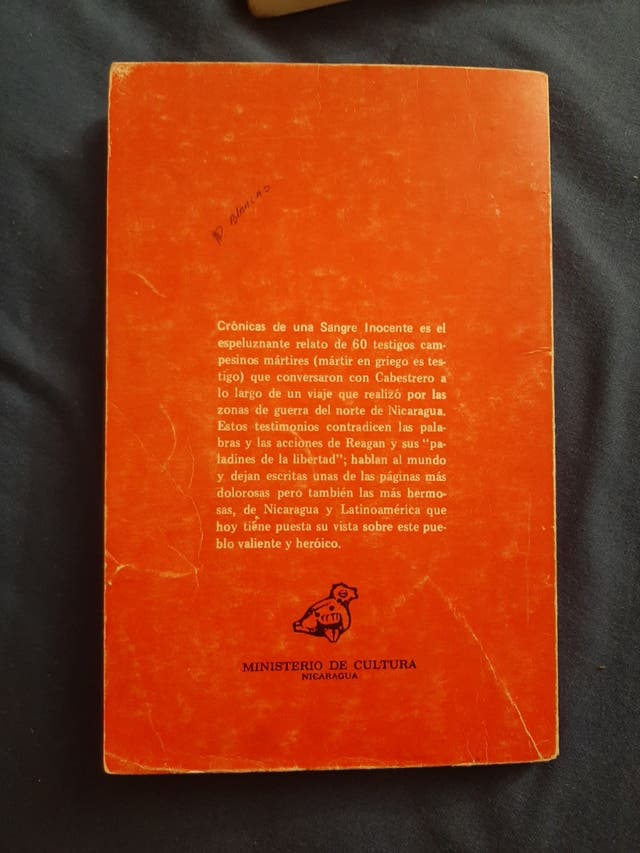 Crónicas de una Sangre Inocente es el
espeluznante relato de 60 testigos cam-
pesinos mártires (mártir en griego es tes-
tigo) que conversaron con Cabestrero a
lo largo de un viaje que realizó por las
zonas de guerra del norte de Nicaragua.
Estos testimonios contradicen las pala-
bras y las acciones de Reagan y sus "pa-
ladines de la libertad"; hablan al mundo
y dejan escritas unas de las páginas más
dolorosas pero también las más hermo-
sas, de Nicaragua y Latinoamérica que
hoy tiene puesta su vista sobre este pue-
blo valiente y heróico.
MINISTERIO DE CULTURA
NICARAGUA